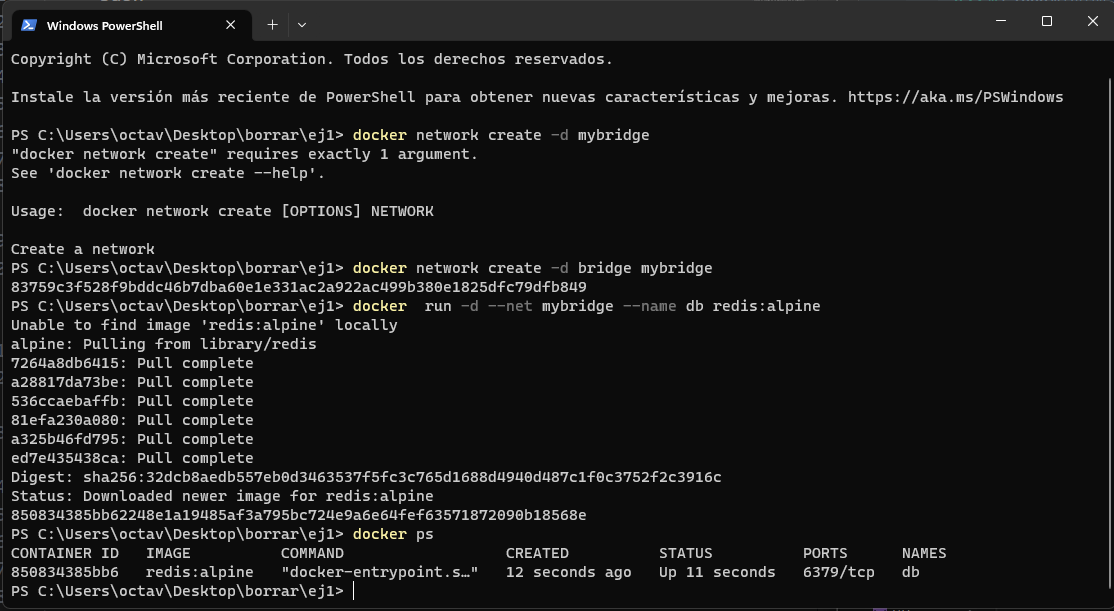 Windows PowerShell
Copyright (C) Microsoft Corporation. Todos los derechos reservados.
Instale la versión más reciente de PowerShell para obtener nuevas características y mejoras. https://aka.ms/PSWindows
PS C:\Users\octav\Desktop\borrar\ej1> docker network create -d mybridge
"docker network create" requires exactly 1 argument.
See 'docker network create --help'.
Usage:  docker network create [OPTIONS] NETWORK
Create a network
PS C:\Users\octav\Desktop\borrar\ej1> docker network create -d bridge mybridge
83759c3f528f9bddc46b7dba60e1e331ac2a922ac499b380e1825dfc79dfb849
PS C:\Users\octav\Desktop\borrar\ej1> docker  run -d --net mybridge --name db redis:alpine
Unable to find image 'redis:alpine' locally
alpine: Pulling from library/redis
7264a8db6415: Pull complete
a28817da73be: Pull complete
536ccaebaffb: Pull complete
81efa230a080: Pull complete
a325b46fd795: Pull complete
ed7e435438ca: Pull complete
Digest: sha256:32dcb8aedb557eb0d3463537f5fc3c765d1688d4940d487c1f0c3752f2c3916c
Status: Downloaded newer image for redis:alpine
850834385bb62248e1a19485af3a795bc724e9a6e64fef63571872090b18568e
PS C:\Users\octav\Desktop\borrar\ej1> docker ps
CONTAINER ID   IMAGE          COMMAND                  CREATED          STATUS          PORTS      NAMES
850834385bb6   redis:alpine   "docker-entrypoint.s…"   12 seconds ago   Up 11 seconds   6379/tcp   db
PS C:\Users\octav\Desktop\borrar\ej1>